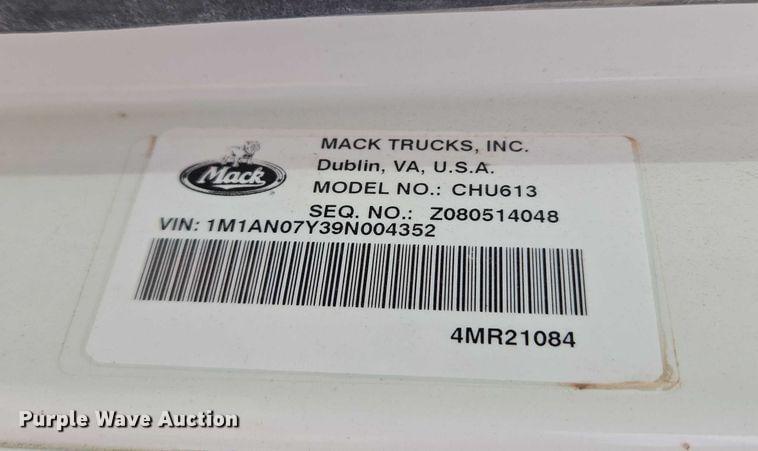 Mack
MACK TRUCKS, INC.
Dublin, VA, U.S.A.
MODEL NO.: CHU613
SEQ. NO.: Z080514048
VIN: 1M1AN07Y39N004352
4MR21084
Purple Wave Auction